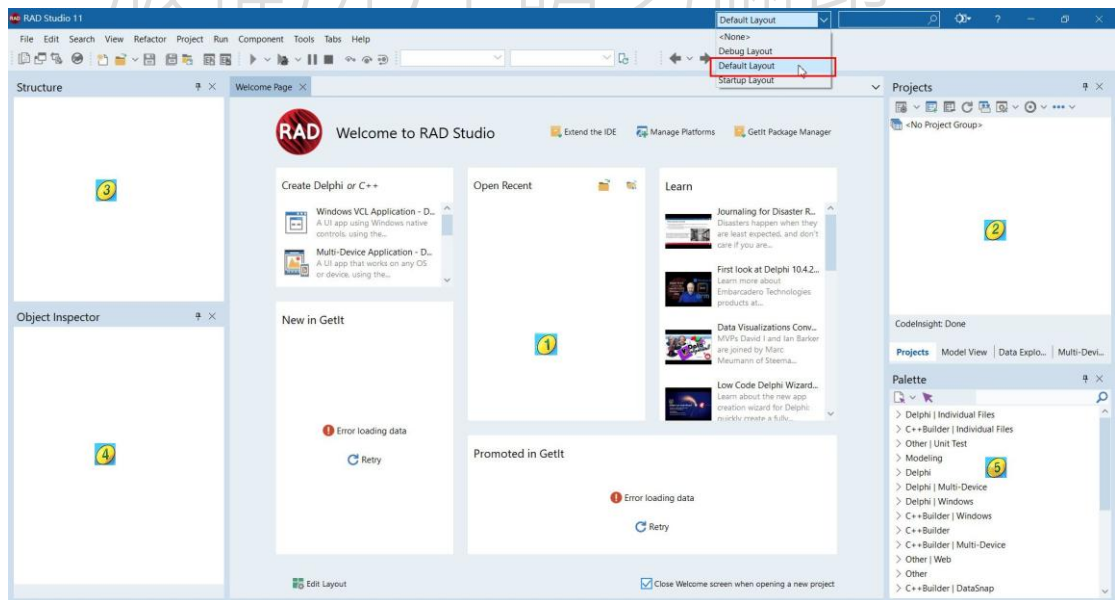 RAD Studio 11
Default Layout
?
File Edit Search View Refactor Project Run Component Tools Tabs Help
<None>
Debug Layout
Default Layout
Startup Layout
Structure
Welcome Page
Projects
<No Project Group>
RAD
Welcome to RAD Studio
Extend the IDE
Manage Platforms
GetIt Package Manager
3
Create Delphi or C++
Windows VCL Application - D...
A UI app using Windows native
controls, using the...
Multi-Device Application - D...
A UI app that works on any OS
or device, using the...
Open Recent
Learn
Journaling for Disaster R...
Disasters happen when they
are least expected, and don't
care if you are...
First look at Delphi 10.4.2...
Learn more about
Embarcadero Technologies
products at...
Data Visualizations Conv...
MVPs David I and Ian Barker
are joined by Marc
Meumann of Steema...
Low Code Delphi Wizard...
Learn about the new app
creation wizard for Delphi
quickly create a fully...
2
Object Inspector
4
New in GetIt
Error loading data
Retry
1
Promoted in GetIt
Error loading data
Retry
CodeInsight: Done
Projects Model View Data Explo... Multi-Devi...
Palette
> Delphi | Individual Files
> C++Builder | Individual Files
> Other | Unit Test
> Modeling
> Delphi
5
> Delphi | Multi-Device
> Delphi | Windows
> C++Builder | Windows
> C++Builder
> C++Builder | Multi-Device
> Other | Web
> Other
> C++Builder | DataSnap
Edit Layout
Close Welcome screen when opening a new project